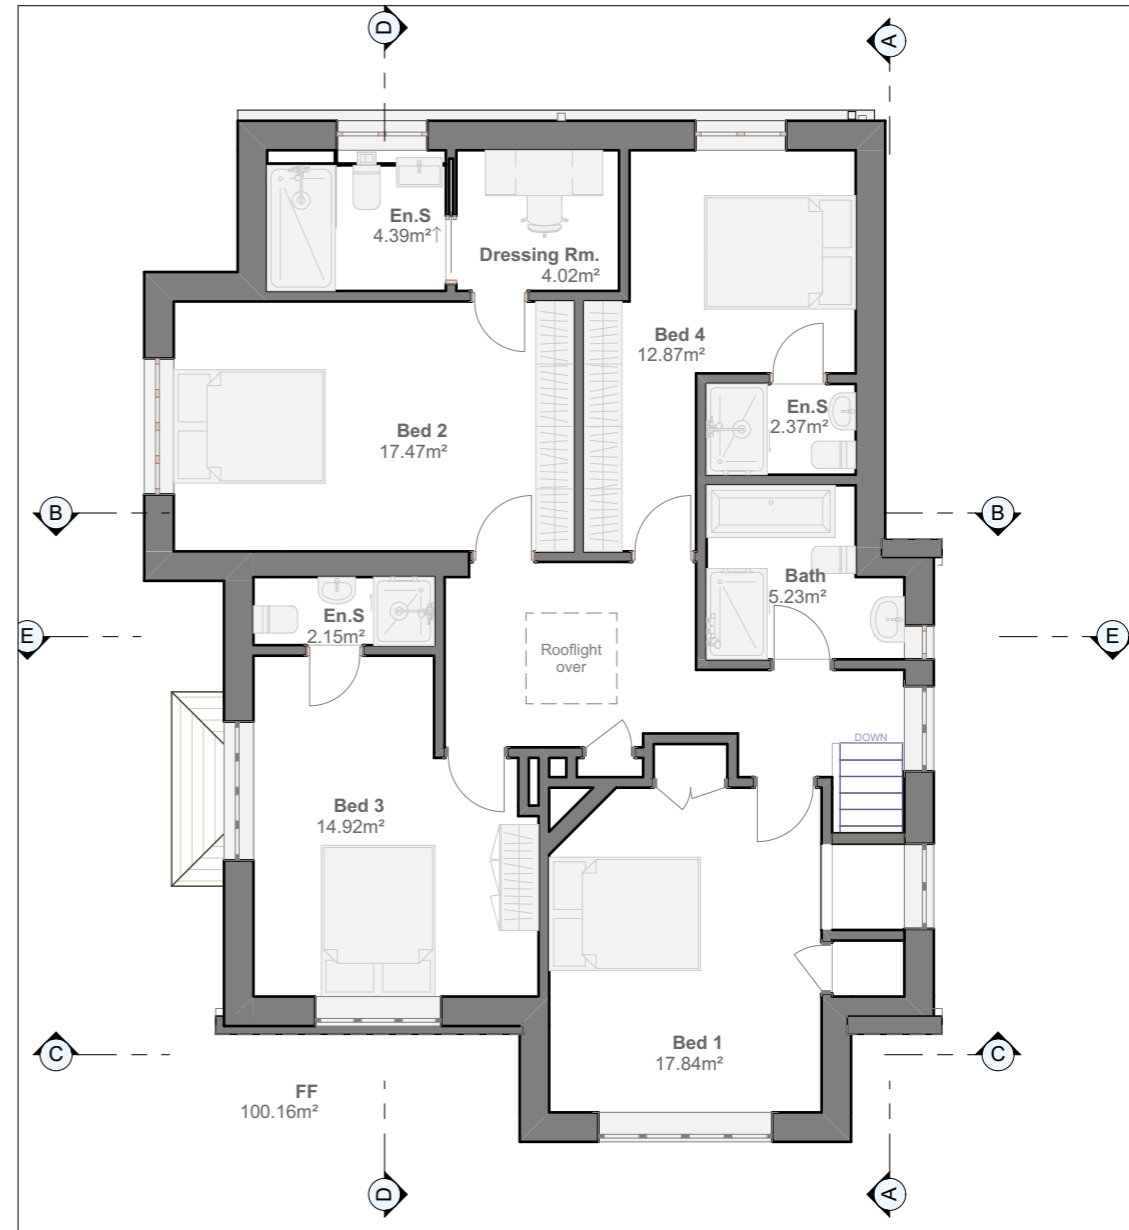 D
A
En.S
4.39m²↑
Dressing Rm.
4.02m²
Bed 4
12.87m²
En.S
2.37m²
Bed 2
17.47m²
B
B
Bath
5.23m²
En.S
2.15m²
E
E
Rooflight
over
DOWN
Bed 3
14.92m²
Bed 1
17.84m²
C
C
FF
100.16m²
D
A